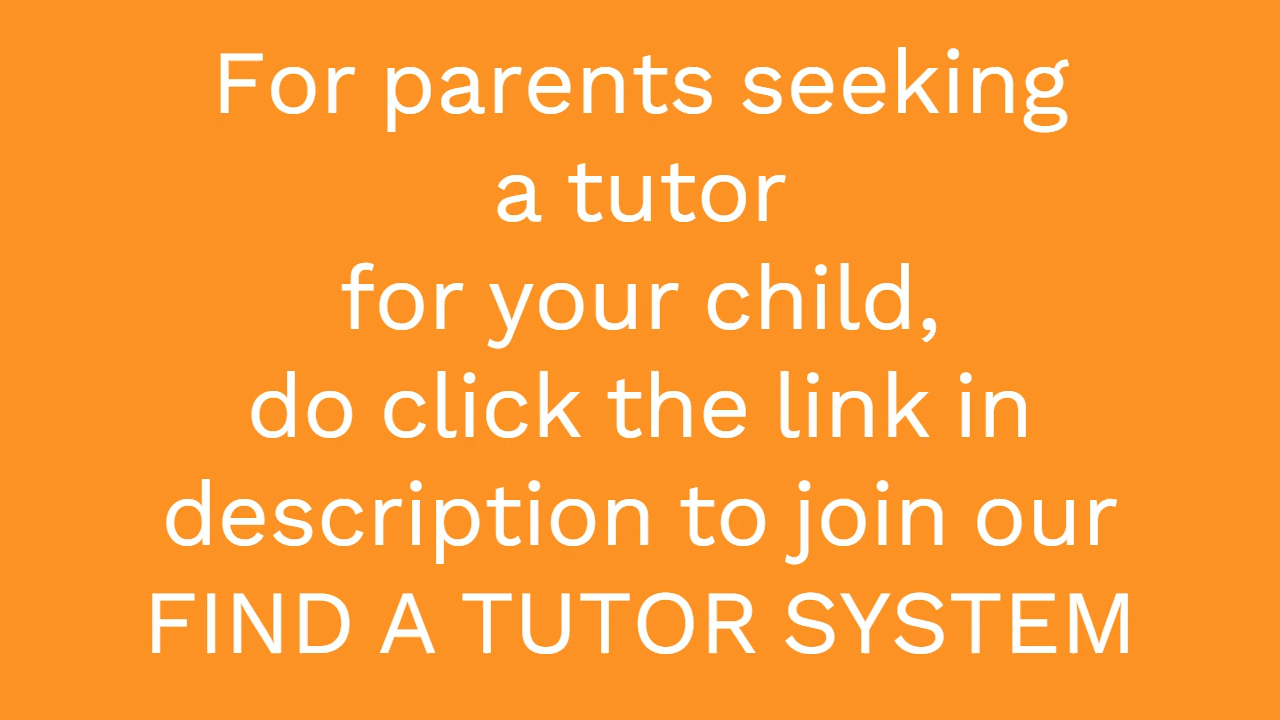 For parents seeking
a tutor
for your child,
do click the link in
description to join our
FIND A TUTOR SYSTEM